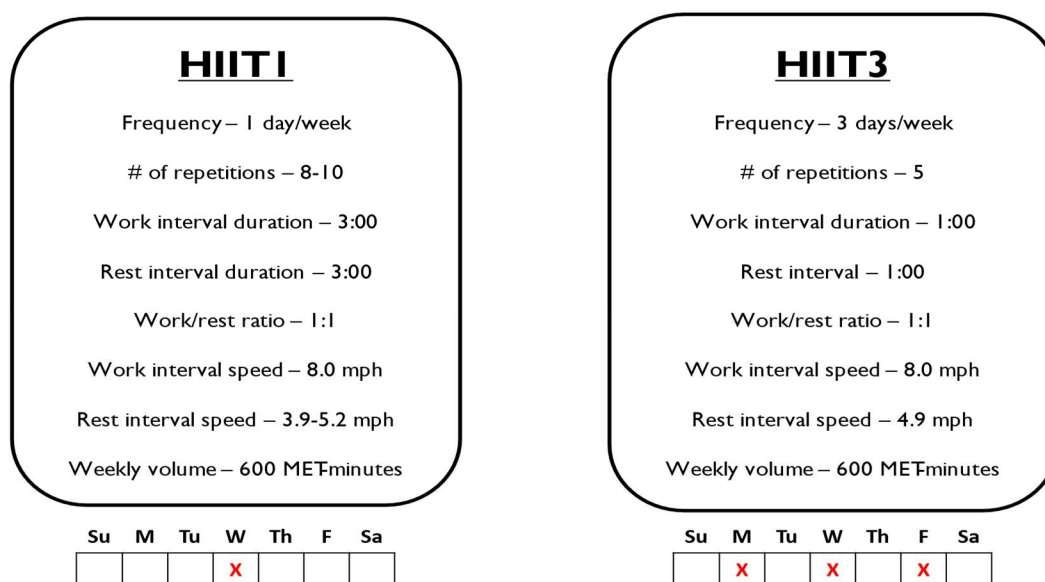 HIIT1
Frequency – 1 day/week
# of repetitions – 8-10
Work interval duration – 3:00
Rest interval duration – 3:00
Work/rest ratio – 1:1
Work interval speed – 8.0 mph
Rest interval speed – 3.9-5.2 mph
Weekly volume – 600 MET-minutes
Su M Tu W Th F Sa
X
HIIT3
Frequency – 3 days/week
# of repetitions – 5
Work interval duration – 1:00
Rest interval – 1:00
Work/rest ratio – 1:1
Work interval speed – 8.0 mph
Rest interval speed – 4.9 mph
Weekly volume – 600 MET-minutes
Su M Tu W Th F Sa
X X X